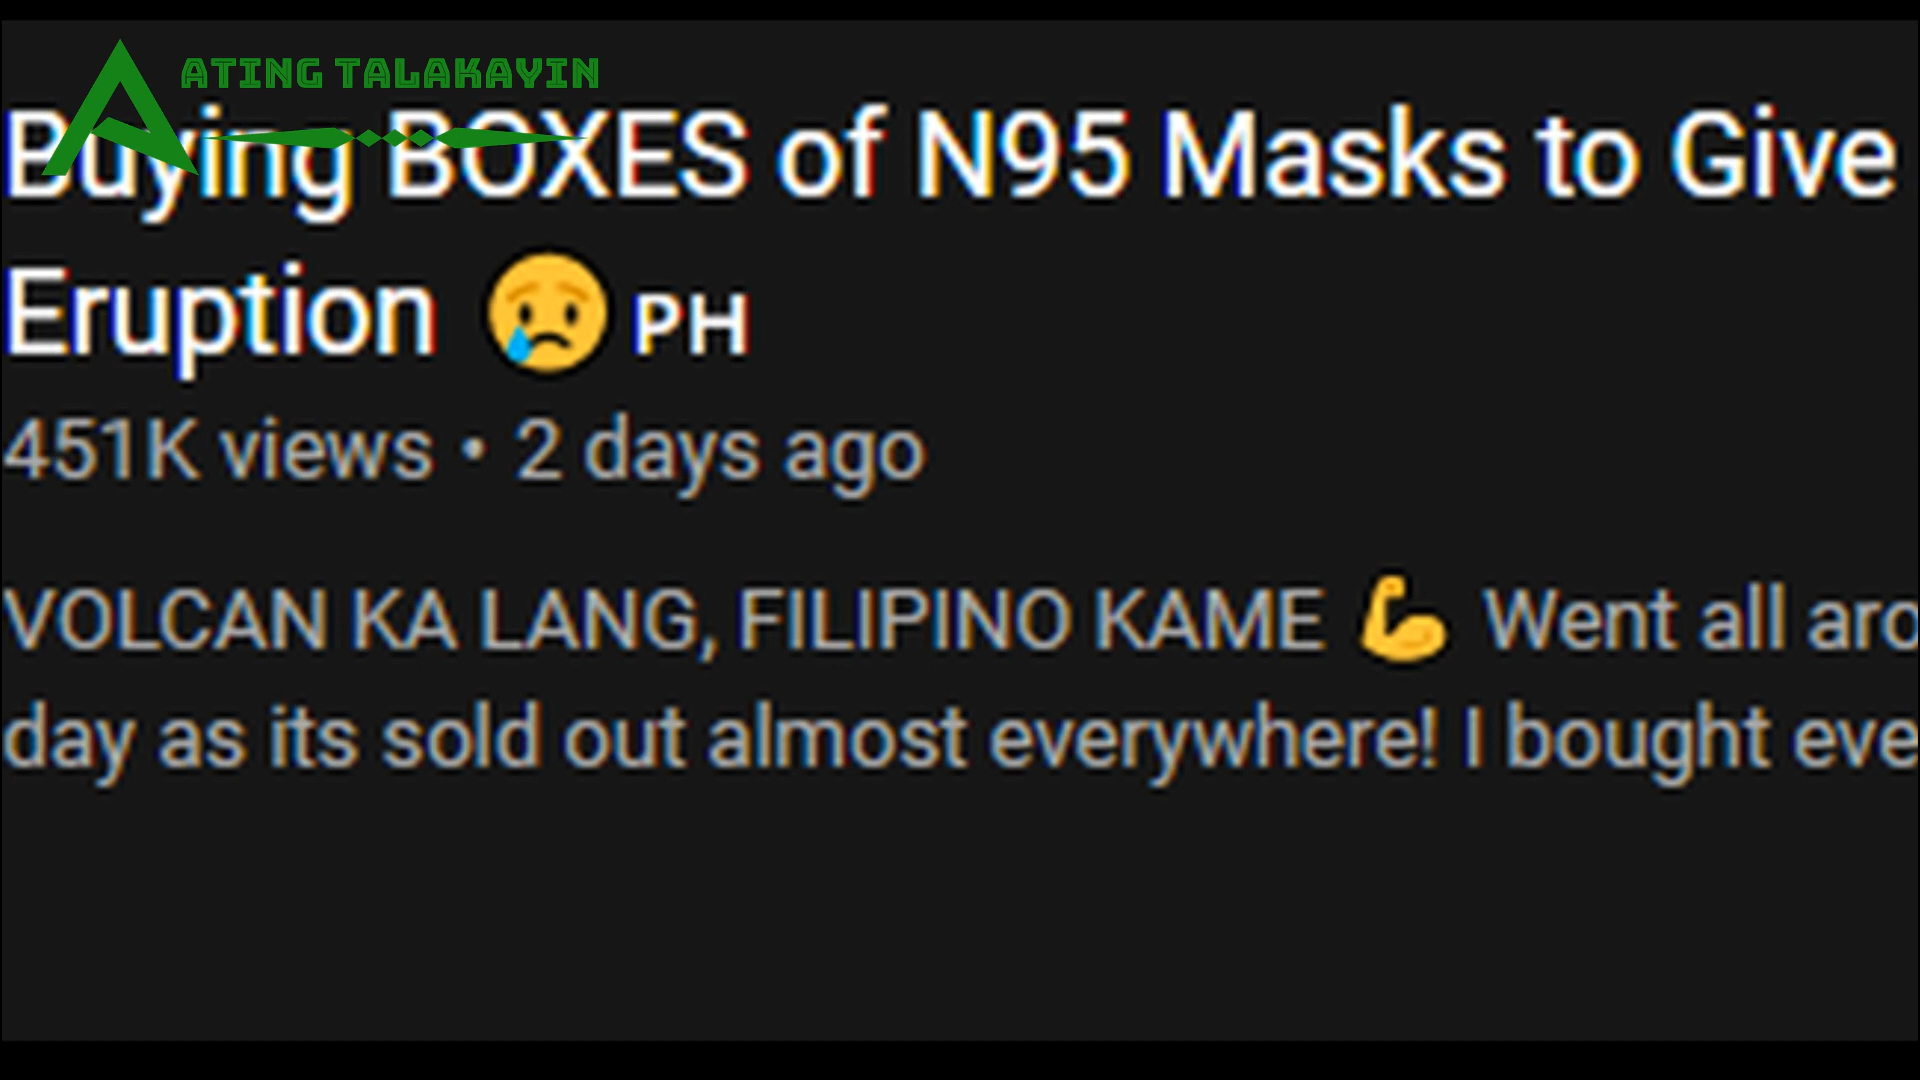 ATING TALAKAYIN
Buying BOXES of N95 Masks to Give
Eruption 😢 PH
451K views • 2 days ago
VOLCAN KA LANG, FILIPINO KAME 💪 Went all aro
day as its sold out almost everywhere! I bought eve